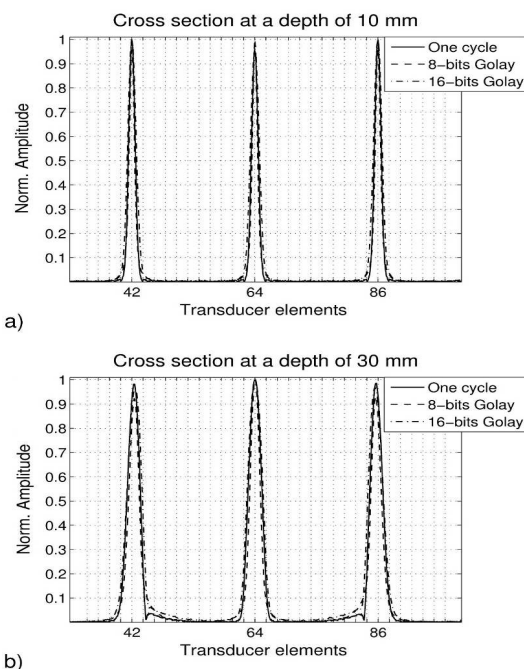 Cross section at a depth of 10 mm
1
0.9
0.8
0.7
0.6
0.5
0.4
0.3
0.2
0.1
Norm. Amplitude
One cycle
8-bits Golay
16-bits Golay
42 64 86
Transducer elements
a)
Cross section at a depth of 30 mm
1
0.9
0.8
0.7
0.6
0.5
0.4
0.3
0.2
0.1
Norm. Amplitude
One cycle
8-bits Golay
16-bits Golay
42 64 86
Transducer elements
b)